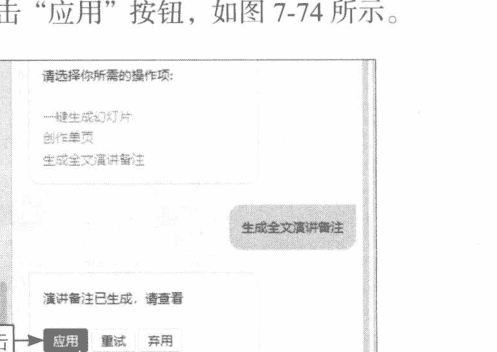 击“应用”按钮，如图 7-74 所示。
请选择你所需的操作项:
一键生成幻灯片
创作单页
生成全文演讲备注
生成全文演讲备注
演讲备注已生成，请查看
击 应用 重试 弃用